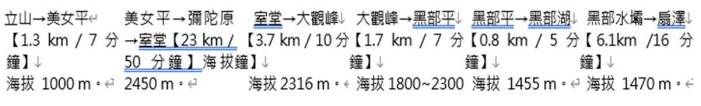 立山→美女平
【1.3 km / 7 分鐘】
海拔 1000 m。
美女平→彌陀原
→室堂【23 km / 50 分鐘】海拔鐘】
2450 m。
室堂→大觀峰
【3.7 km / 10 分鐘】
海拔 2316 m。
大觀峰→黑部平
【1.7 km / 7 分鐘】
海拔 1800~2300
黑部平→黑部湖
【0.8 km / 5 分鐘】
海拔 1455 m。
黑部水壩→扇澤
【6.1km /16 分鐘】
海拔 1470 m。